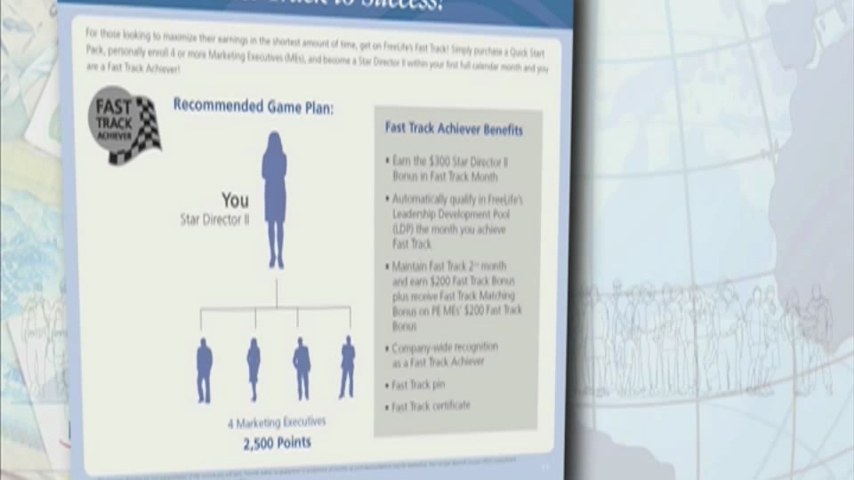 Track to Success!
For those looking to maximize their earnings in the shortest amount of time, get on FreeLife's Fast Track! Simply purchase a Quick Start
Pack, personally enroll 4 or more Marketing Executives (MEs), and become a Star Director II within your first full calendar month and you
are a Fast Track Achiever!
FAST
TRACK
ACHIEVER
Recommended Game Plan:
You
Star Director II
4 Marketing Executives
2,500 Points
Fast Track Achiever Benefits
• Earn the $300 Star Director II
Bonus in Fast Track Month
• Automatically qualify in FreeLife's
Leadership Development Pool
(LDP) the month you achieve
Fast Track
• Maintain Fast Track 2nd month
and earn $200 Fast Track Bonus
plus receive Fast Track Matching
Bonus on PE MEs' $200 Fast Track
Bonus
• Company-wide recognition
as a Fast Track Achiever
• Fast Track pin
• Fast Track certificate